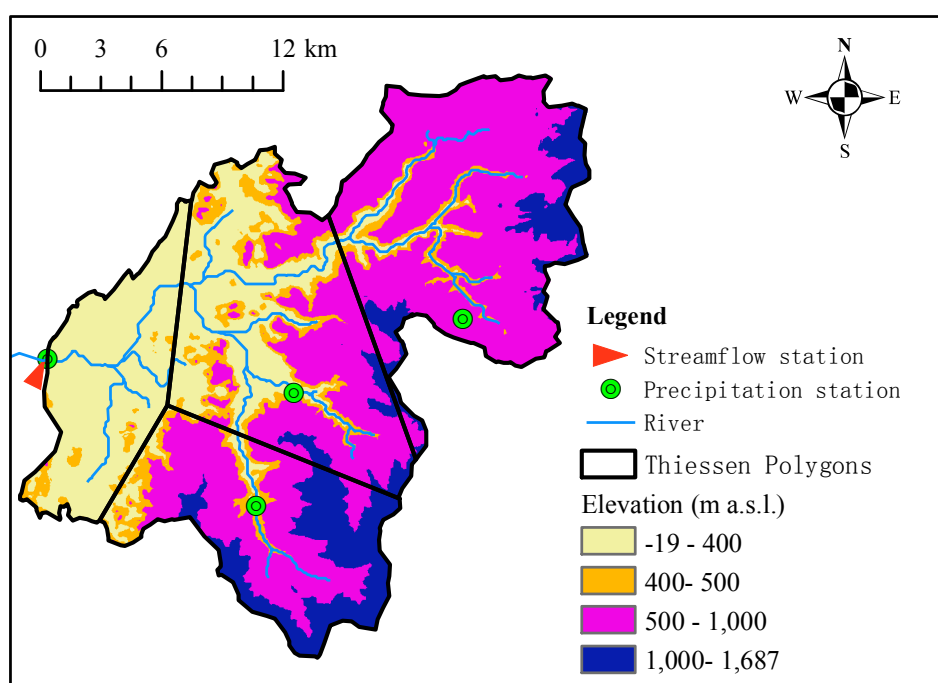 0 3 6 12 km
N
W E
S
Legend
Streamflow station
Precipitation station
River
Thiessen Polygons
Elevation (m a.s.l.)
-19 - 400
400- 500
500 - 1,000
1,000- 1,687